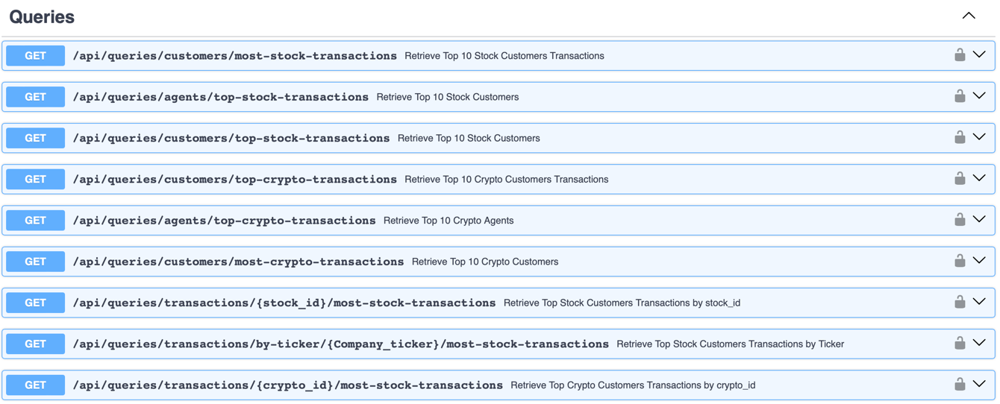 Queries
GET /api/queries/customers/most-stock-transactions Retrieve Top 10 Stock Customers Transactions
GET /api/queries/agents/top-stock-transactions Retrieve Top 10 Stock Customers
GET /api/queries/customers/top-stock-transactions Retrieve Top 10 Stock Customers
GET /api/queries/customers/top-crypto-transactions Retrieve Top 10 Crypto Customers Transactions
GET /api/queries/agents/top-crypto-transactions Retrieve Top 10 Crypto Agents
GET /api/queries/customers/most-crypto-transactions Retrieve Top 10 Crypto Customers
GET /api/queries/transactions/{stock_id}/most-stock-transactions Retrieve Top Stock Customers Transactions by stock_id
GET /api/queries/transactions/by-ticker/{Company_ticker}/most-stock-transactions Retrieve Top Stock Customers Transactions by Ticker
GET /api/queries/transactions/{crypto_id}/most-stock-transactions Retrieve Top Crypto Customers Transactions by crypto_id